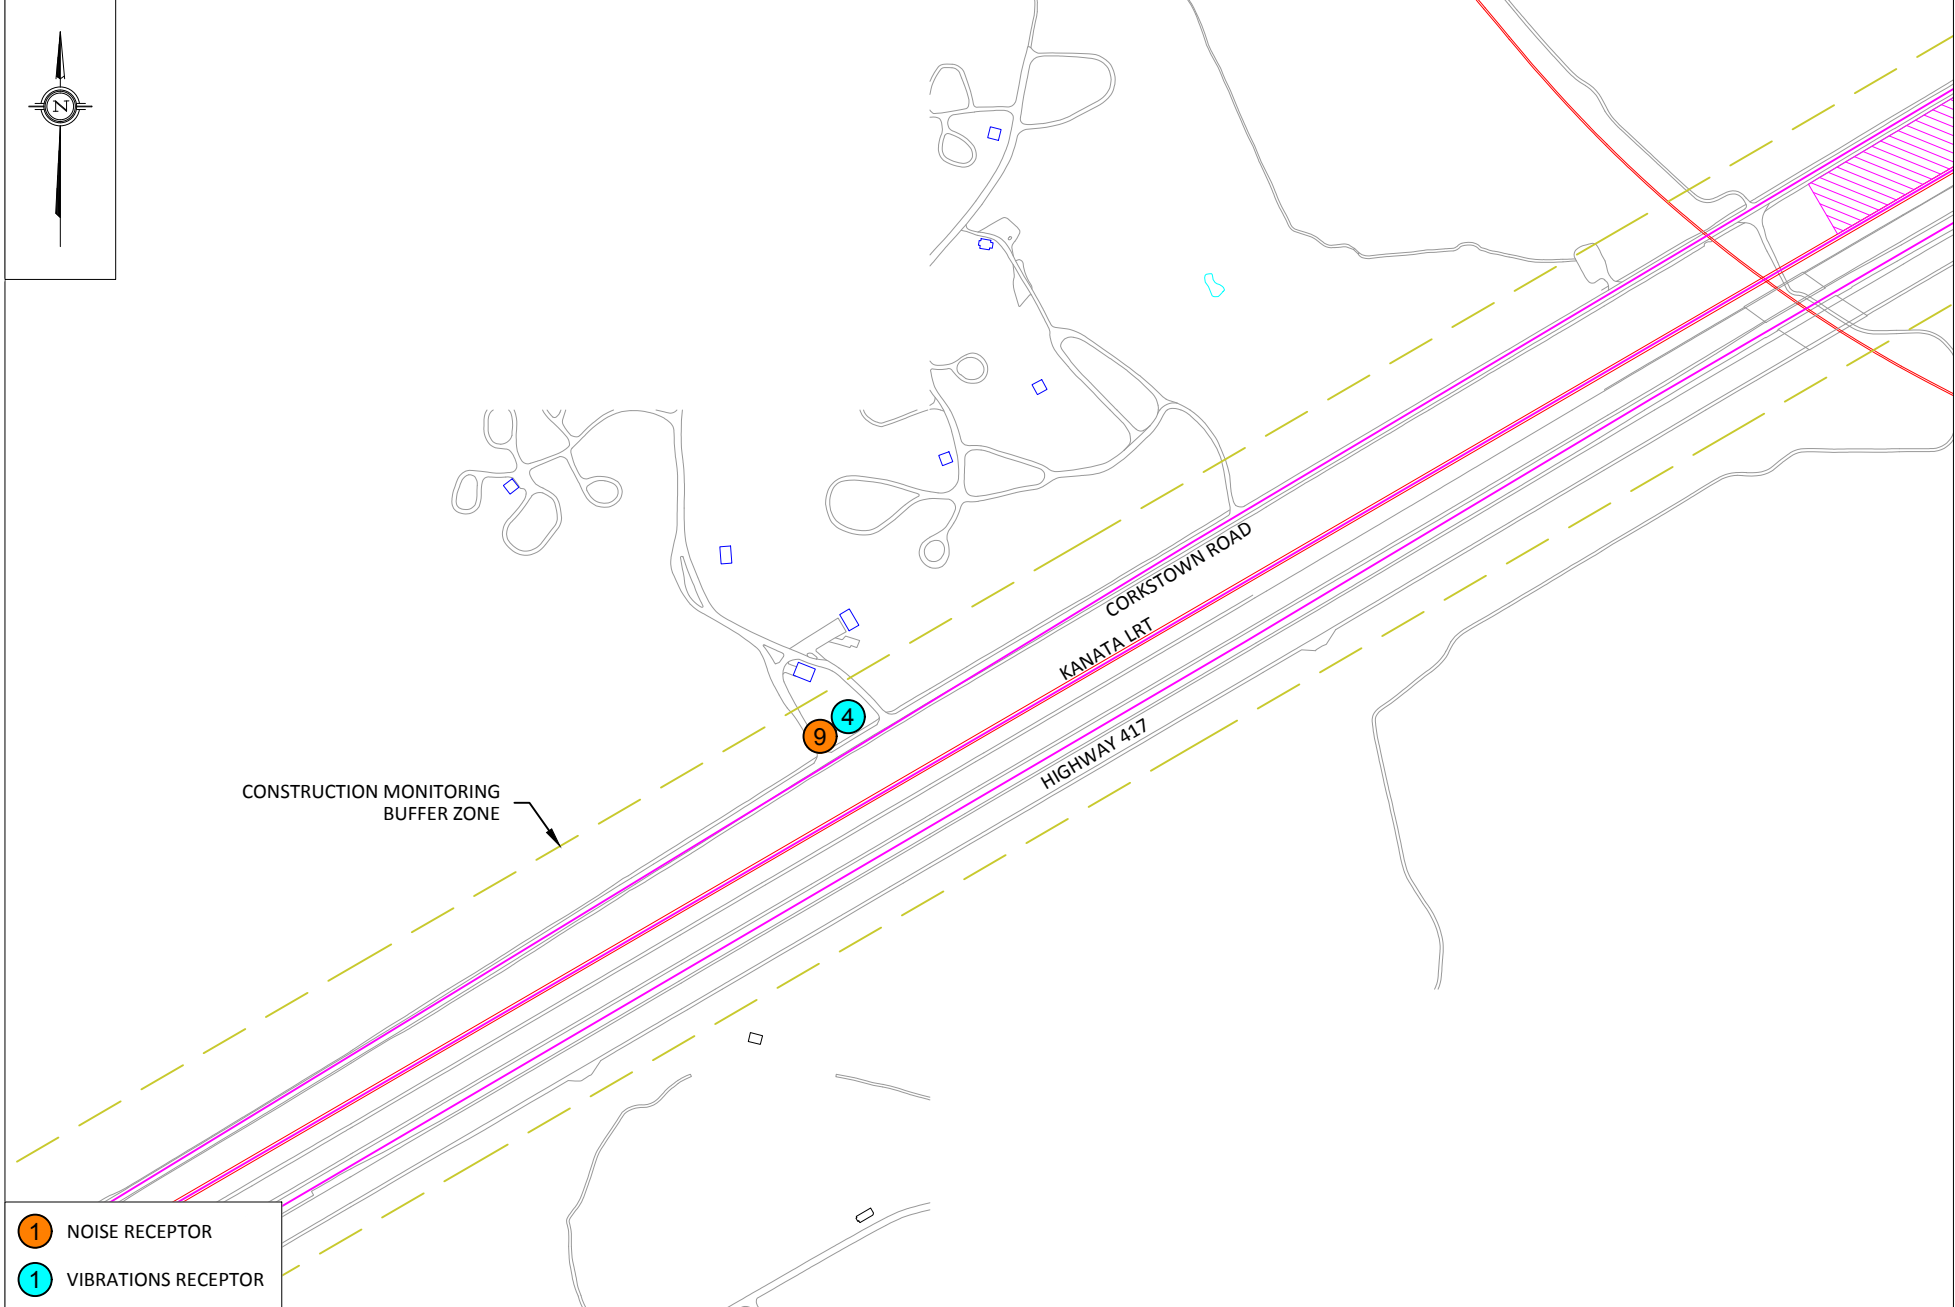 N
CORKSTOWN ROAD
KANATA LRT
HIGHWAY 417
4
9
CONSTRUCTION MONITORING
BUFFER ZONE
1 NOISE RECEPTOR
1 VIBRATIONS RECEPTOR